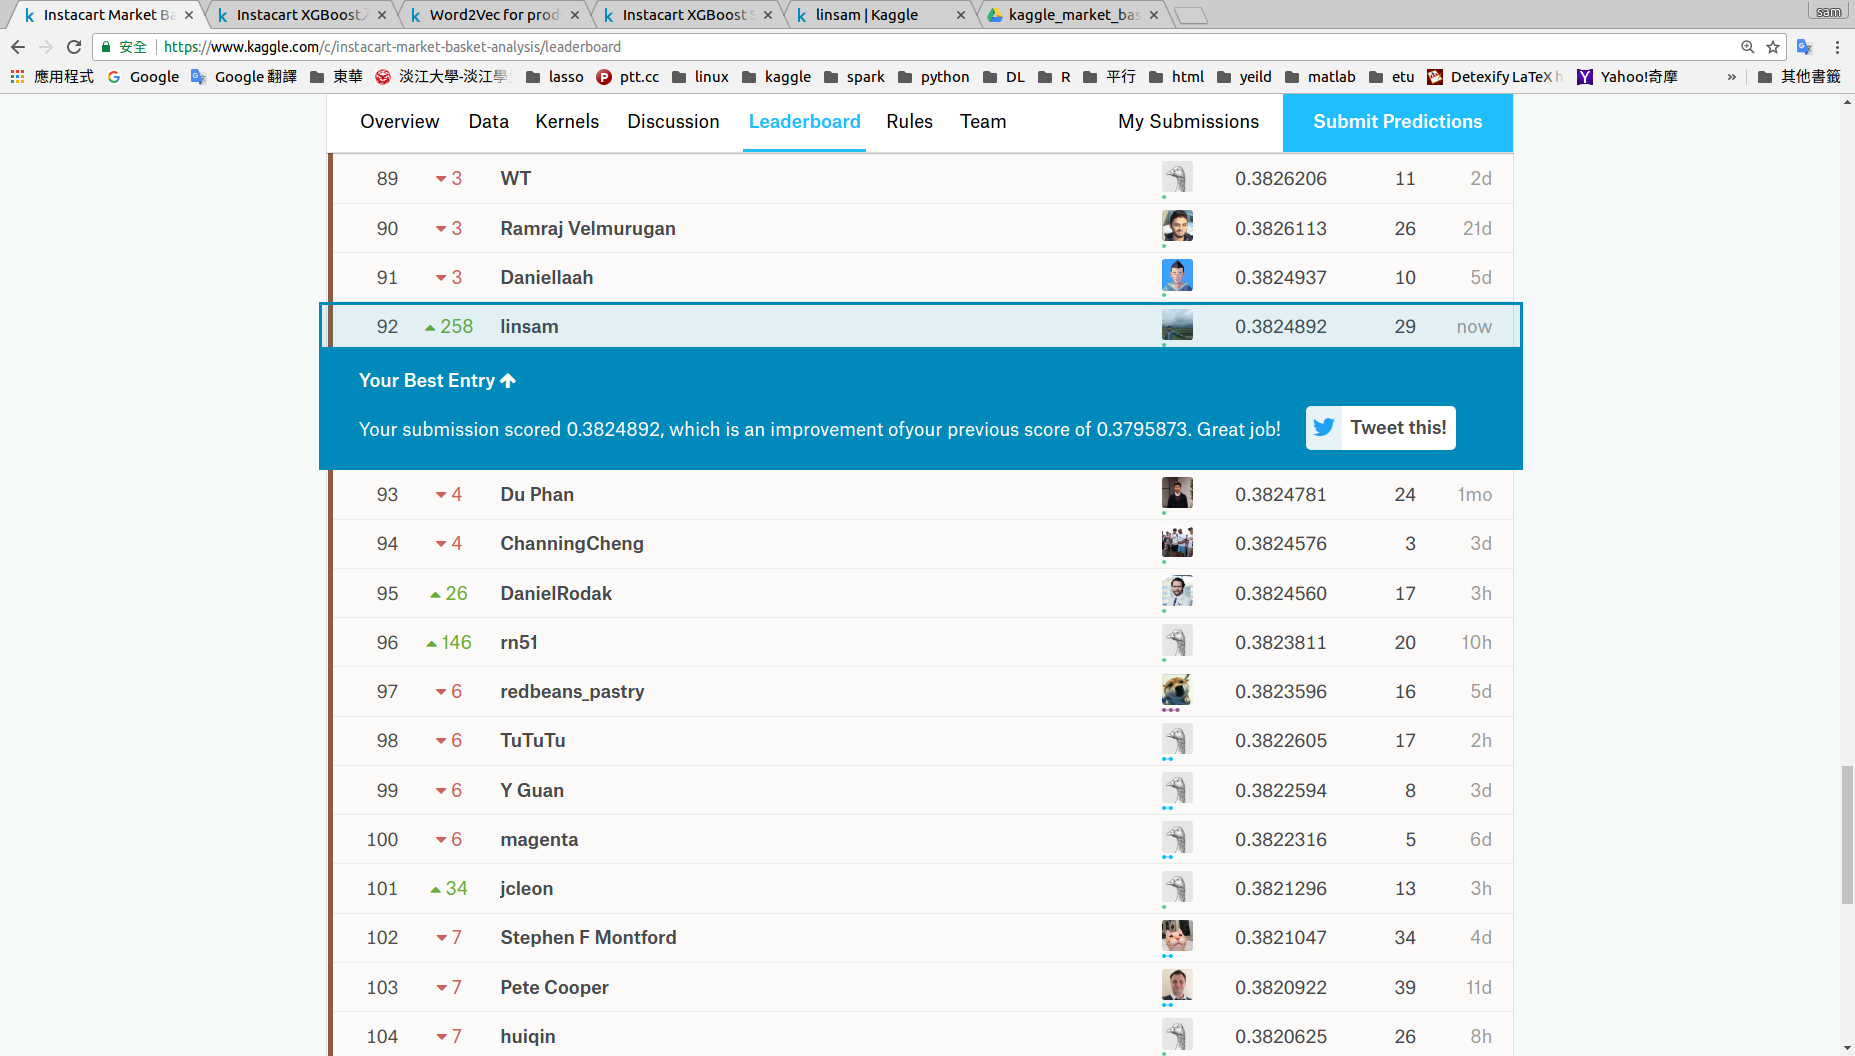 Instacart Market Ba
Instacart XGBoost
Word2Vec for prod
Instacart XGBoost S
linsam | Kaggle
kaggle_market_bas
sam
安全 https://www.kaggle.com/c/instacart-market-basket-analysis/leaderboard
應用程式 Google Google 翻譯 東華 淡江大學-淡江學 lasso ptt.cc linux kaggle spark python DL R 平行 html yeild matlab etu Detexify LaTeX h Yahoo!奇摩 » 其他書籤
Overview Data Kernels Discussion Leaderboard Rules Team My Submissions Submit Predictions
89 3 WT 0.3826206 11 2d
90 3 Ramraj Velmurugan 0.3826113 26 21d
91 3 Daniellaah 0.3824937 10 5d
92 258 linsam 0.3824892 29 now
Your Best Entry
Your submission scored 0.3824892, which is an improvement ofyour previous score of 0.3795873. Great job! Tweet this!
93 4 Du Phan 0.3824781 24 1mo
94 4 ChanningCheng 0.3824576 3 3d
95 26 DanielRodak 0.3824560 17 3h
96 146 rn51 0.3823811 20 10h
97 6 redbeans_pastry 0.3823596 16 5d
98 6 TuTuTu 0.3822605 17 2h
99 6 Y Guan 0.3822594 8 3d
100 6 magenta 0.3822316 5 6d
101 34 jcleon 0.3821296 13 3h
102 7 Stephen F Montford 0.3821047 34 4d
103 7 Pete Cooper 0.3820922 39 11d
104 7 huiqin 0.3820625 26 8h